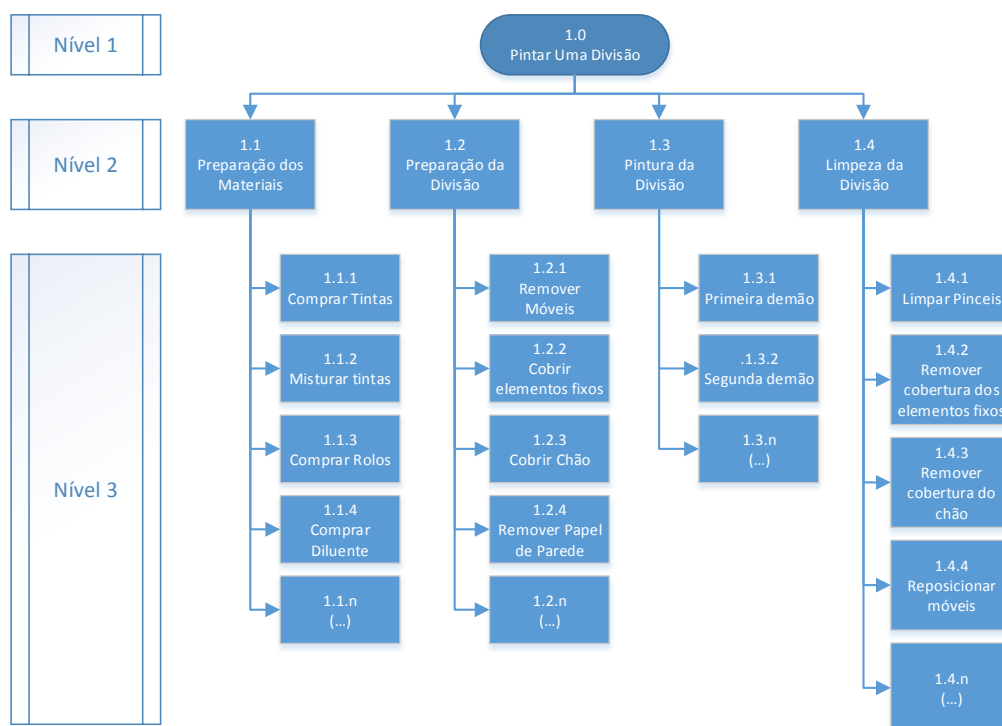 Nível 1
1.0
Pintar Uma Divisão
Nível 2
1.1
Preparação dos
Materiais
1.2
Preparação da
Divisão
1.3
Pintura da
Divisão
1.4
Limpeza da
Divisão
Nível 3
1.1.1
Comprar Tintas
1.1.2
Misturar tintas
1.1.3
Comprar Rolos
1.1.4
Comprar
Diluente
1.1.n
(...)
1.2.1
Remover
Móveis
1.2.2
Cobrir
elementos fixos
1.2.3
Cobrir Chão
1.2.4
Remover Papel
de Parede
1.2.n
(...)
1.3.1
Primeira demão
.1.3.2
Segunda demão
1.3.n
(...)
1.4.1
Limpar Pinceis
1.4.2
Remover
cobertura dos
elementos fixos
1.4.3
Remover
cobertura do
chão
1.4.4
Reposicionar
móveis
1.4.n
(...)